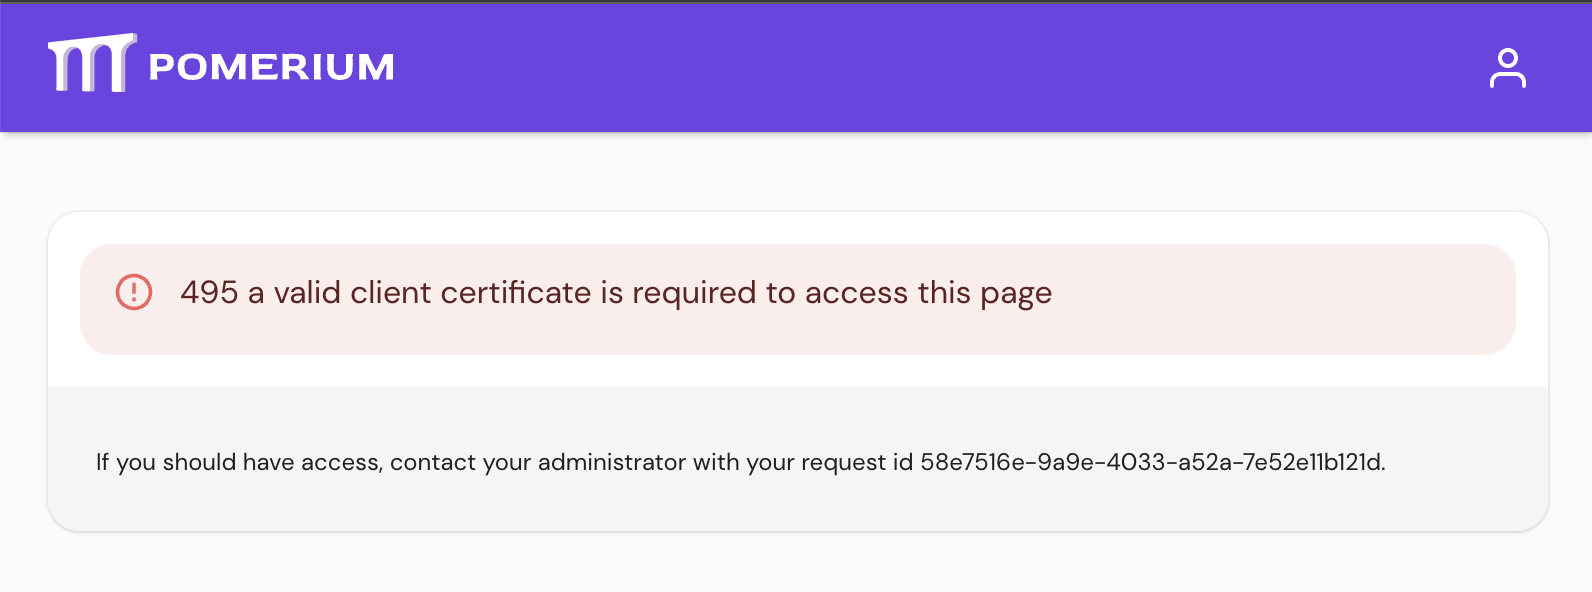 POMERIUM
495 a valid client certificate is required to access this page
If you should have access, contact your administrator with your request id 58e7516e-9a9e-4033-a52a-7e52e11b121d.